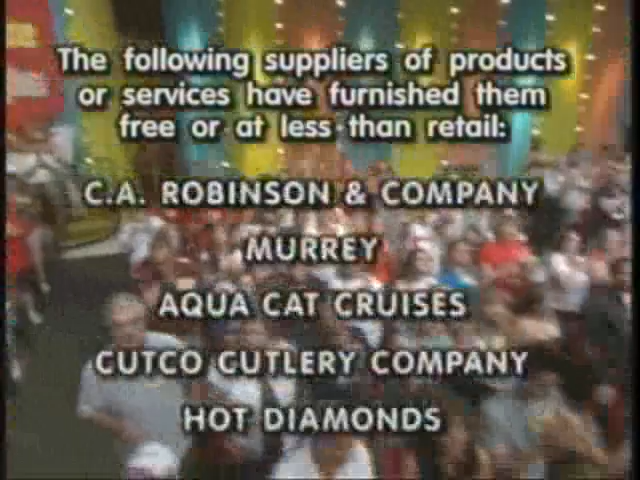 The following suppliers of products
or services have furnished them
free or at less than retail:
C.A. ROBINSON & COMPANY
MURREY
AQUA CAT CRUISES
CUTCO CUTLERY COMPANY
HOT DIAMONDS